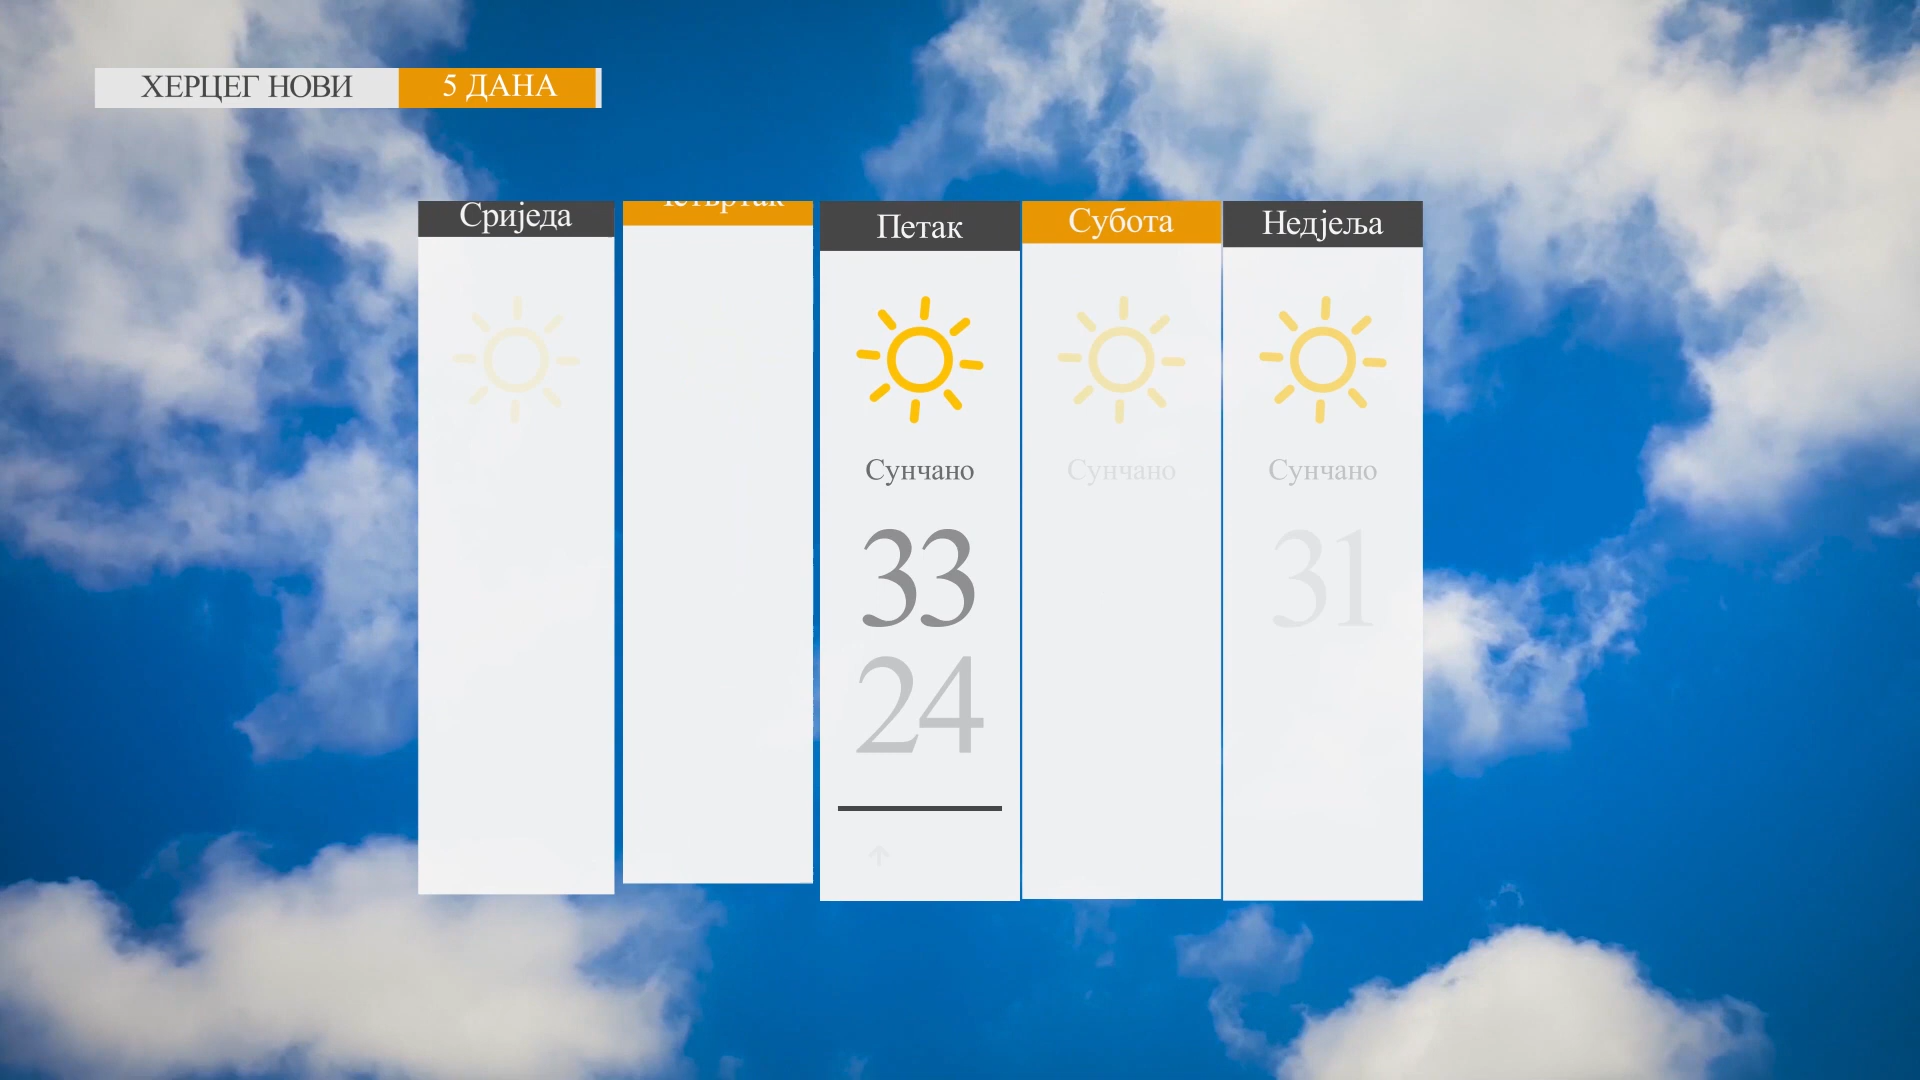 ХЕРЦЕГ НОВИ
5 ДАНА
Сриједа
Петак
Субота
Недјеља
Сунчано
Сунчано
Сунчано
33
31
24